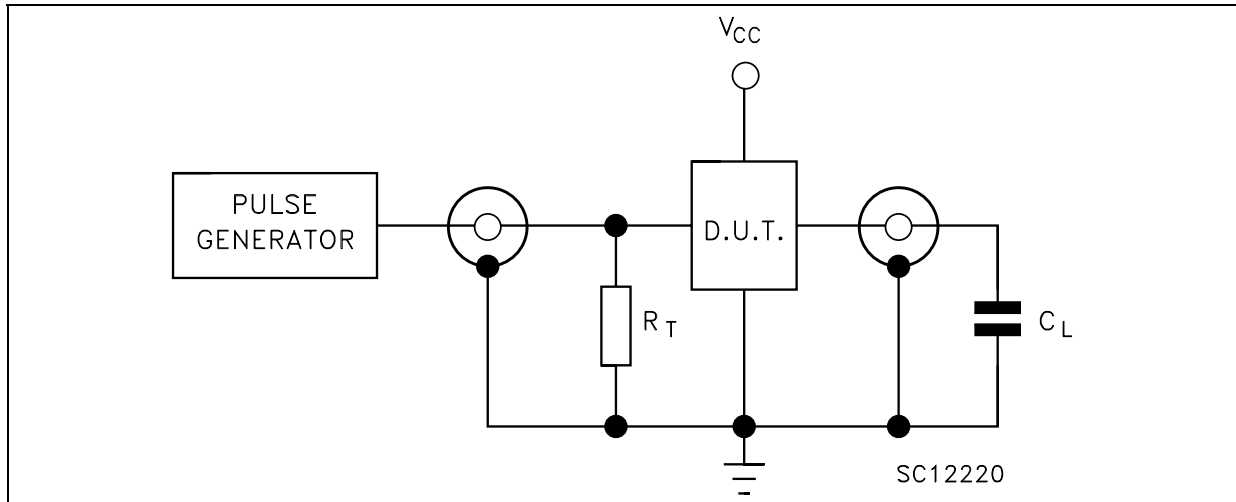 VCC
PULSE
GENERATOR
D.U.T.
RT
CL
SC12220